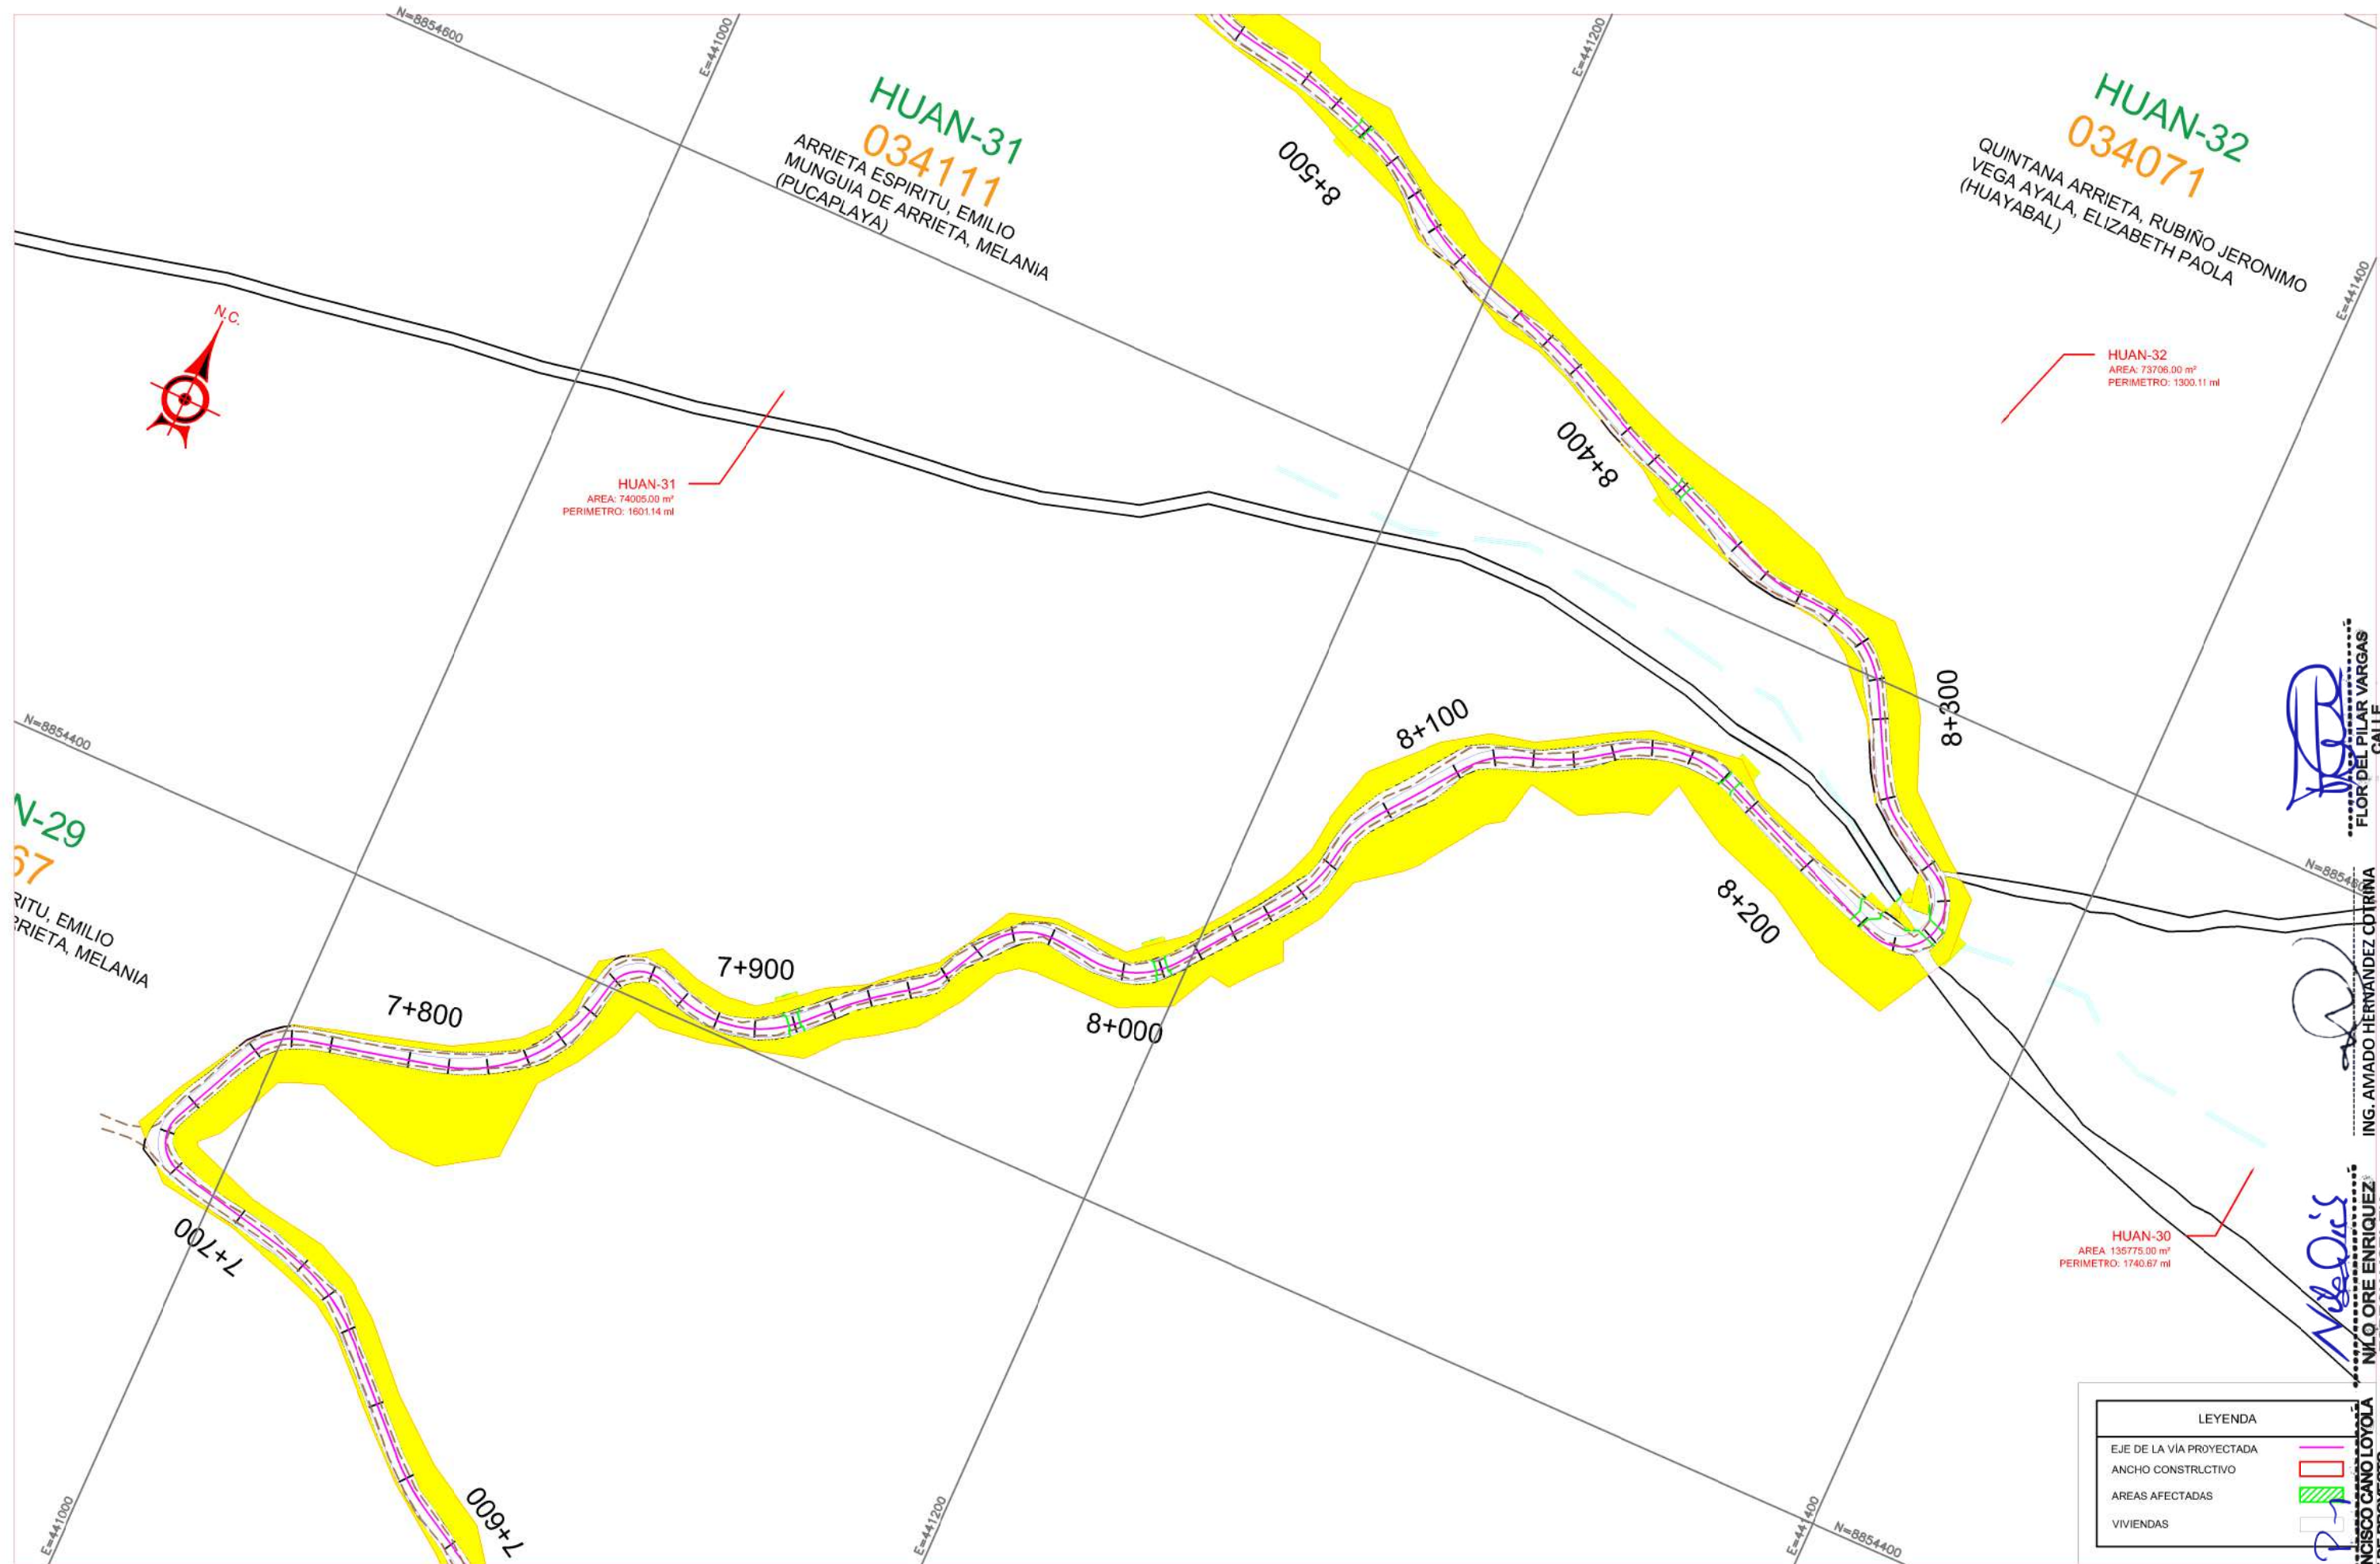 N=8854600
E=441000
E=441200
HUAN-31
034111
ARRIETA ESPIRITU, EMILIO
MUNGUIA DE ARRIETA, MELANIA
(PUCAPLAYA)
HUAN-32
034071
QUINTANA ARRIETA, RUBIÑO JERONIMO
VEGA AYALA, ELIZABETH PAOLA
(HUAYABAL)
E=441400
8+500
N.C.
HUAN-32
AREA: 73706.00 m²
PERIMETRO: 1300.11 ml
8+400
HUAN-31
AREA: 74005.00 m²
PERIMETRO: 1601.14 ml
8+300
8+100
N=8854400
N-29
67
RITU, EMILIO
RRIETA, MELANIA
8+200
7+900
7+800
8+000
7+700
7+600
HUAN-30
AREA 135775.00 m²
PERIMETRO: 1740.67 ml
E=441000
E=441200
E=441400
N=8854400
FLOR DEL PILAR VARGAS
CALLE
ING. AMADO HERNANDEZ COTRINA
NILO ORE ENRIQUEZ
NCISCO CANO LOYOLA
LEYENDA
EJE DE LA VÍA PROYECTADA
ANCHO CONSTRLCTIVO
AREAS AFECTADAS
VIVIENDAS